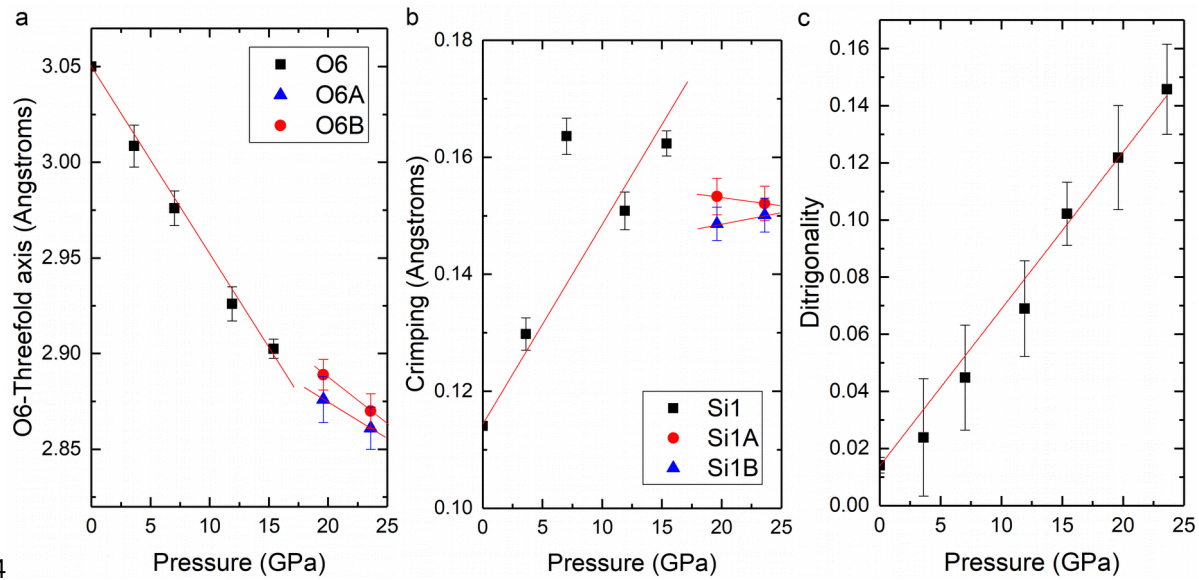 a
3.05
3.00
2.95
2.90
2.85
O6-Threefold axis (Angstroms)
O6
O6A
O6B
0 5 10 15 20 25
Pressure (GPa)
b
0.18
0.16
0.14
0.12
0.10
Crimping (Angstroms)
Si1
Si1A
Si1B
0 5 10 15 20 25
Pressure (GPa)
c
0.16
0.14
0.12
0.10
0.08
0.06
0.04
0.02
0.00
Ditrigonality
0 5 10 15 20 25
Pressure (GPa)
4